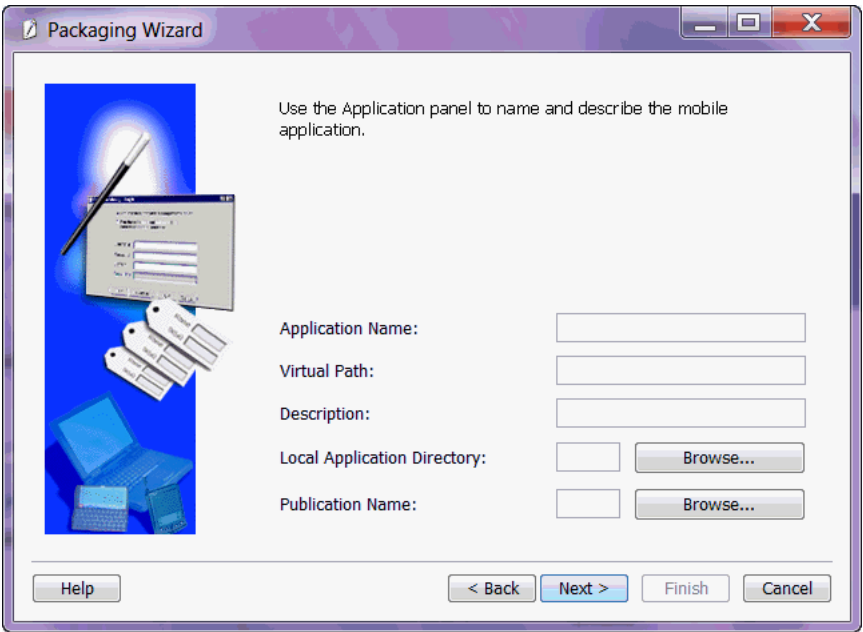 Packaging Wizard
Use the Application panel to name and describe the mobile
application.
Application Name:
Virtual Path:
Description:
Local Application Directory:
Browse...
Publication Name:
Browse...
Help
< Back
Next >
Finish
Cancel